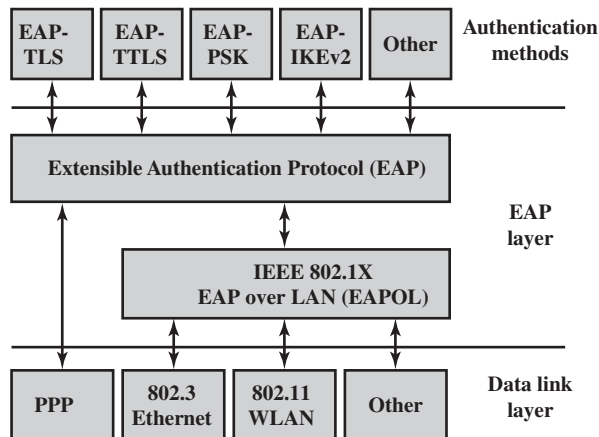 EAP-
TLS
EAP-
TTLS
EAP-
PSK
EAP-
IKEv2
Other
Authentication
methods
Extensible Authentication Protocol (EAP)
EAP
layer
IEEE 802.1X
EAP over LAN (EAPOL)
PPP
802.3
Ethernet
802.11
WLAN
Other
Data link
layer